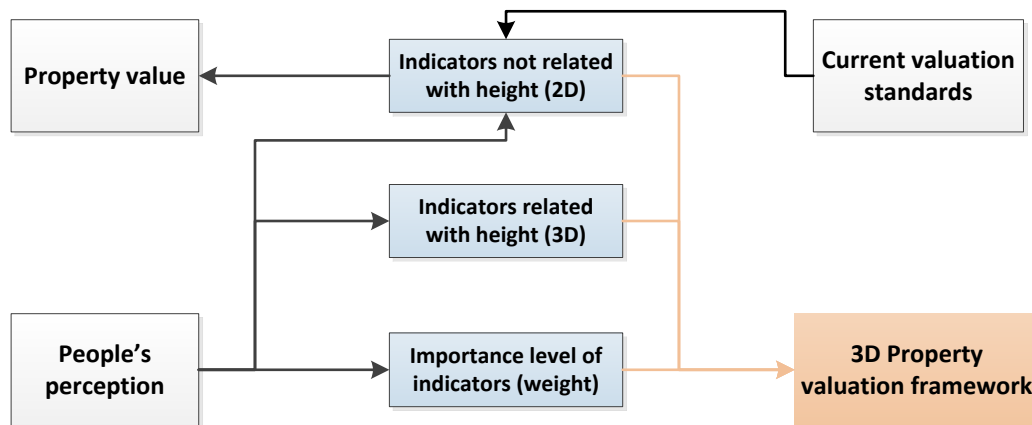 Property value
Indicators not related
with height (2D)
Current valuation
standards
Indicators related
with height (3D)
People's
perception
Importance level of
indicators (weight)
3D Property
valuation framework